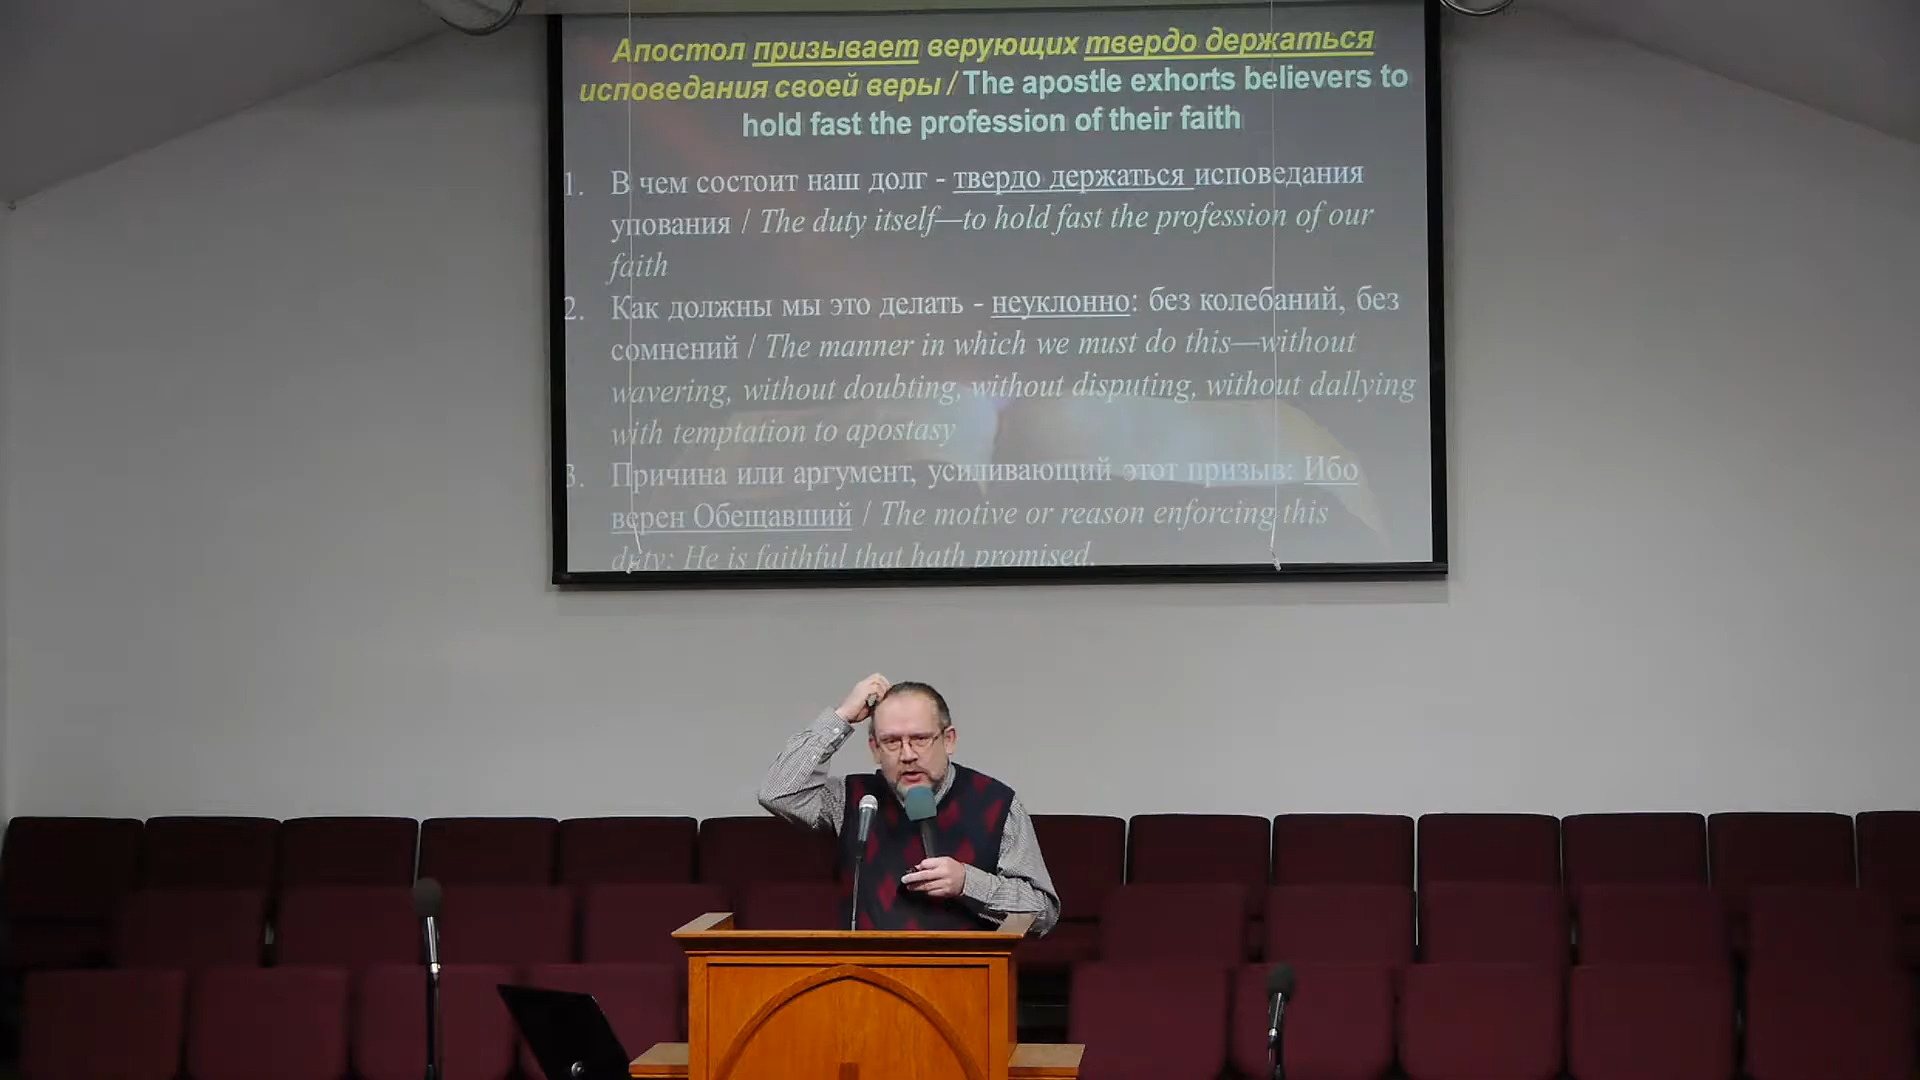 Апостол призывает верующих твердо держаться
исповедания своей веры / The apostle exhorts believers to
hold fast the profession of their faith
1. В чем состоит наш долг - твердо держаться исповедания
упования / The duty itself—to hold fast the profession of our
faith
2. Как должны мы это делать - неуклонно: без колебаний, без
сомнений / The manner in which we must do this—without
wavering, without doubting, without disputing, without dallying
with temptation to apostasy
3. Причина или аргумент, усиливающий этот призыв: Ибо
верен Обещавший / The motive or reason enforcing this
duty: He is faithful that hath promised.